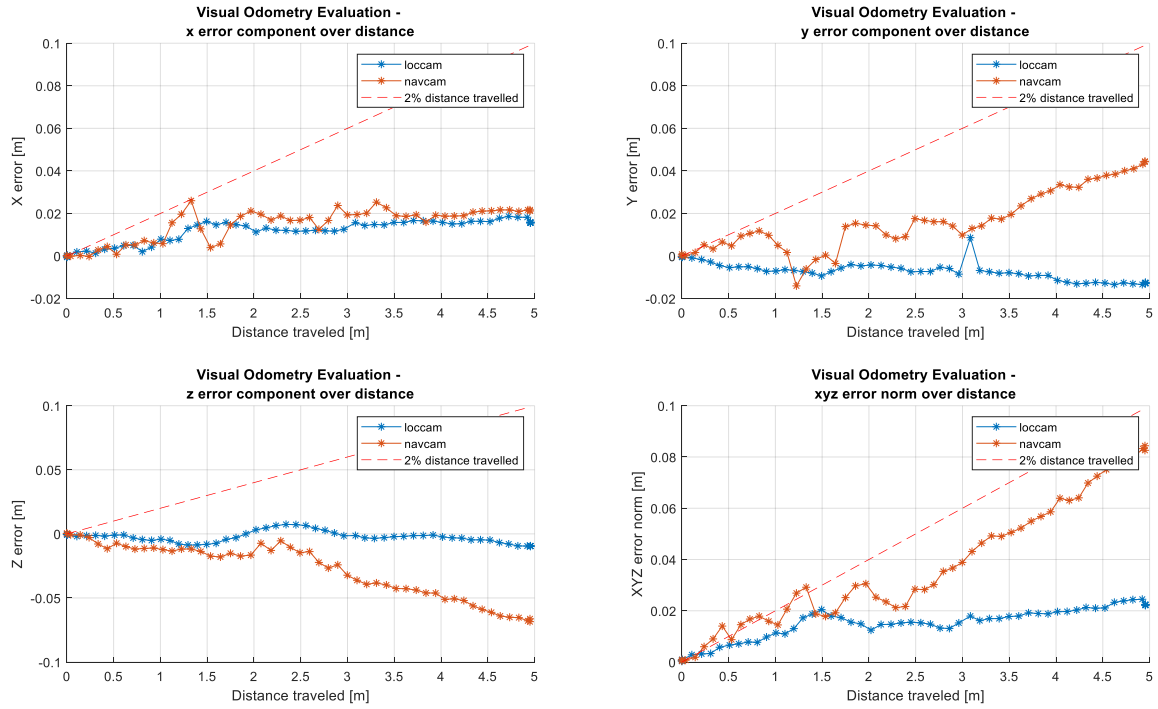 Visual Odometry Evaluation -
x error component over distance
0.1
0.08
0.06
0.04
0.02
0
-0.02
X error [m]
loccam
navcam
2% distance travelled
0 0.5 1 1.5 2 2.5 3 3.5 4 4.5 5
Distance traveled [m]
Visual Odometry Evaluation -
y error component over distance
0.1
0.08
0.06
0.04
0.02
0
-0.02
Y error [m]
loccam
navcam
2% distance travelled
0 0.5 1 1.5 2 2.5 3 3.5 4 4.5 5
Distance traveled [m]
Visual Odometry Evaluation -
z error component over distance
0.1
0.05
0
-0.05
-0.1
Z error [m]
loccam
navcam
2% distance travelled
0 0.5 1 1.5 2 2.5 3 3.5 4 4.5 5
Distance traveled [m]
Visual Odometry Evaluation -
xyz error norm over distance
0.1
0.08
0.06
0.04
0.02
0
XYZ error norm [m]
loccam
navcam
2% distance travelled
0 0.5 1 1.5 2 2.5 3 3.5 4 4.5 5
Distance traveled [m]